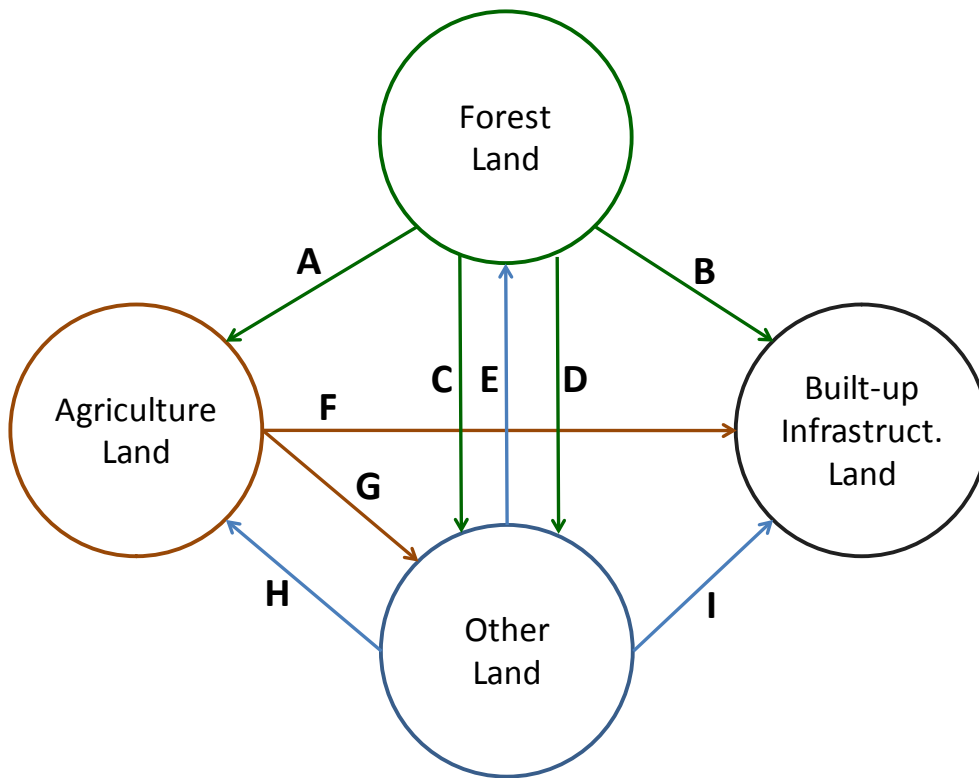 Forest
Land
A
B
Agriculture
Land
F
C
E
D
Built-up
Infrastruct.
Land
G
H
Other
Land
I